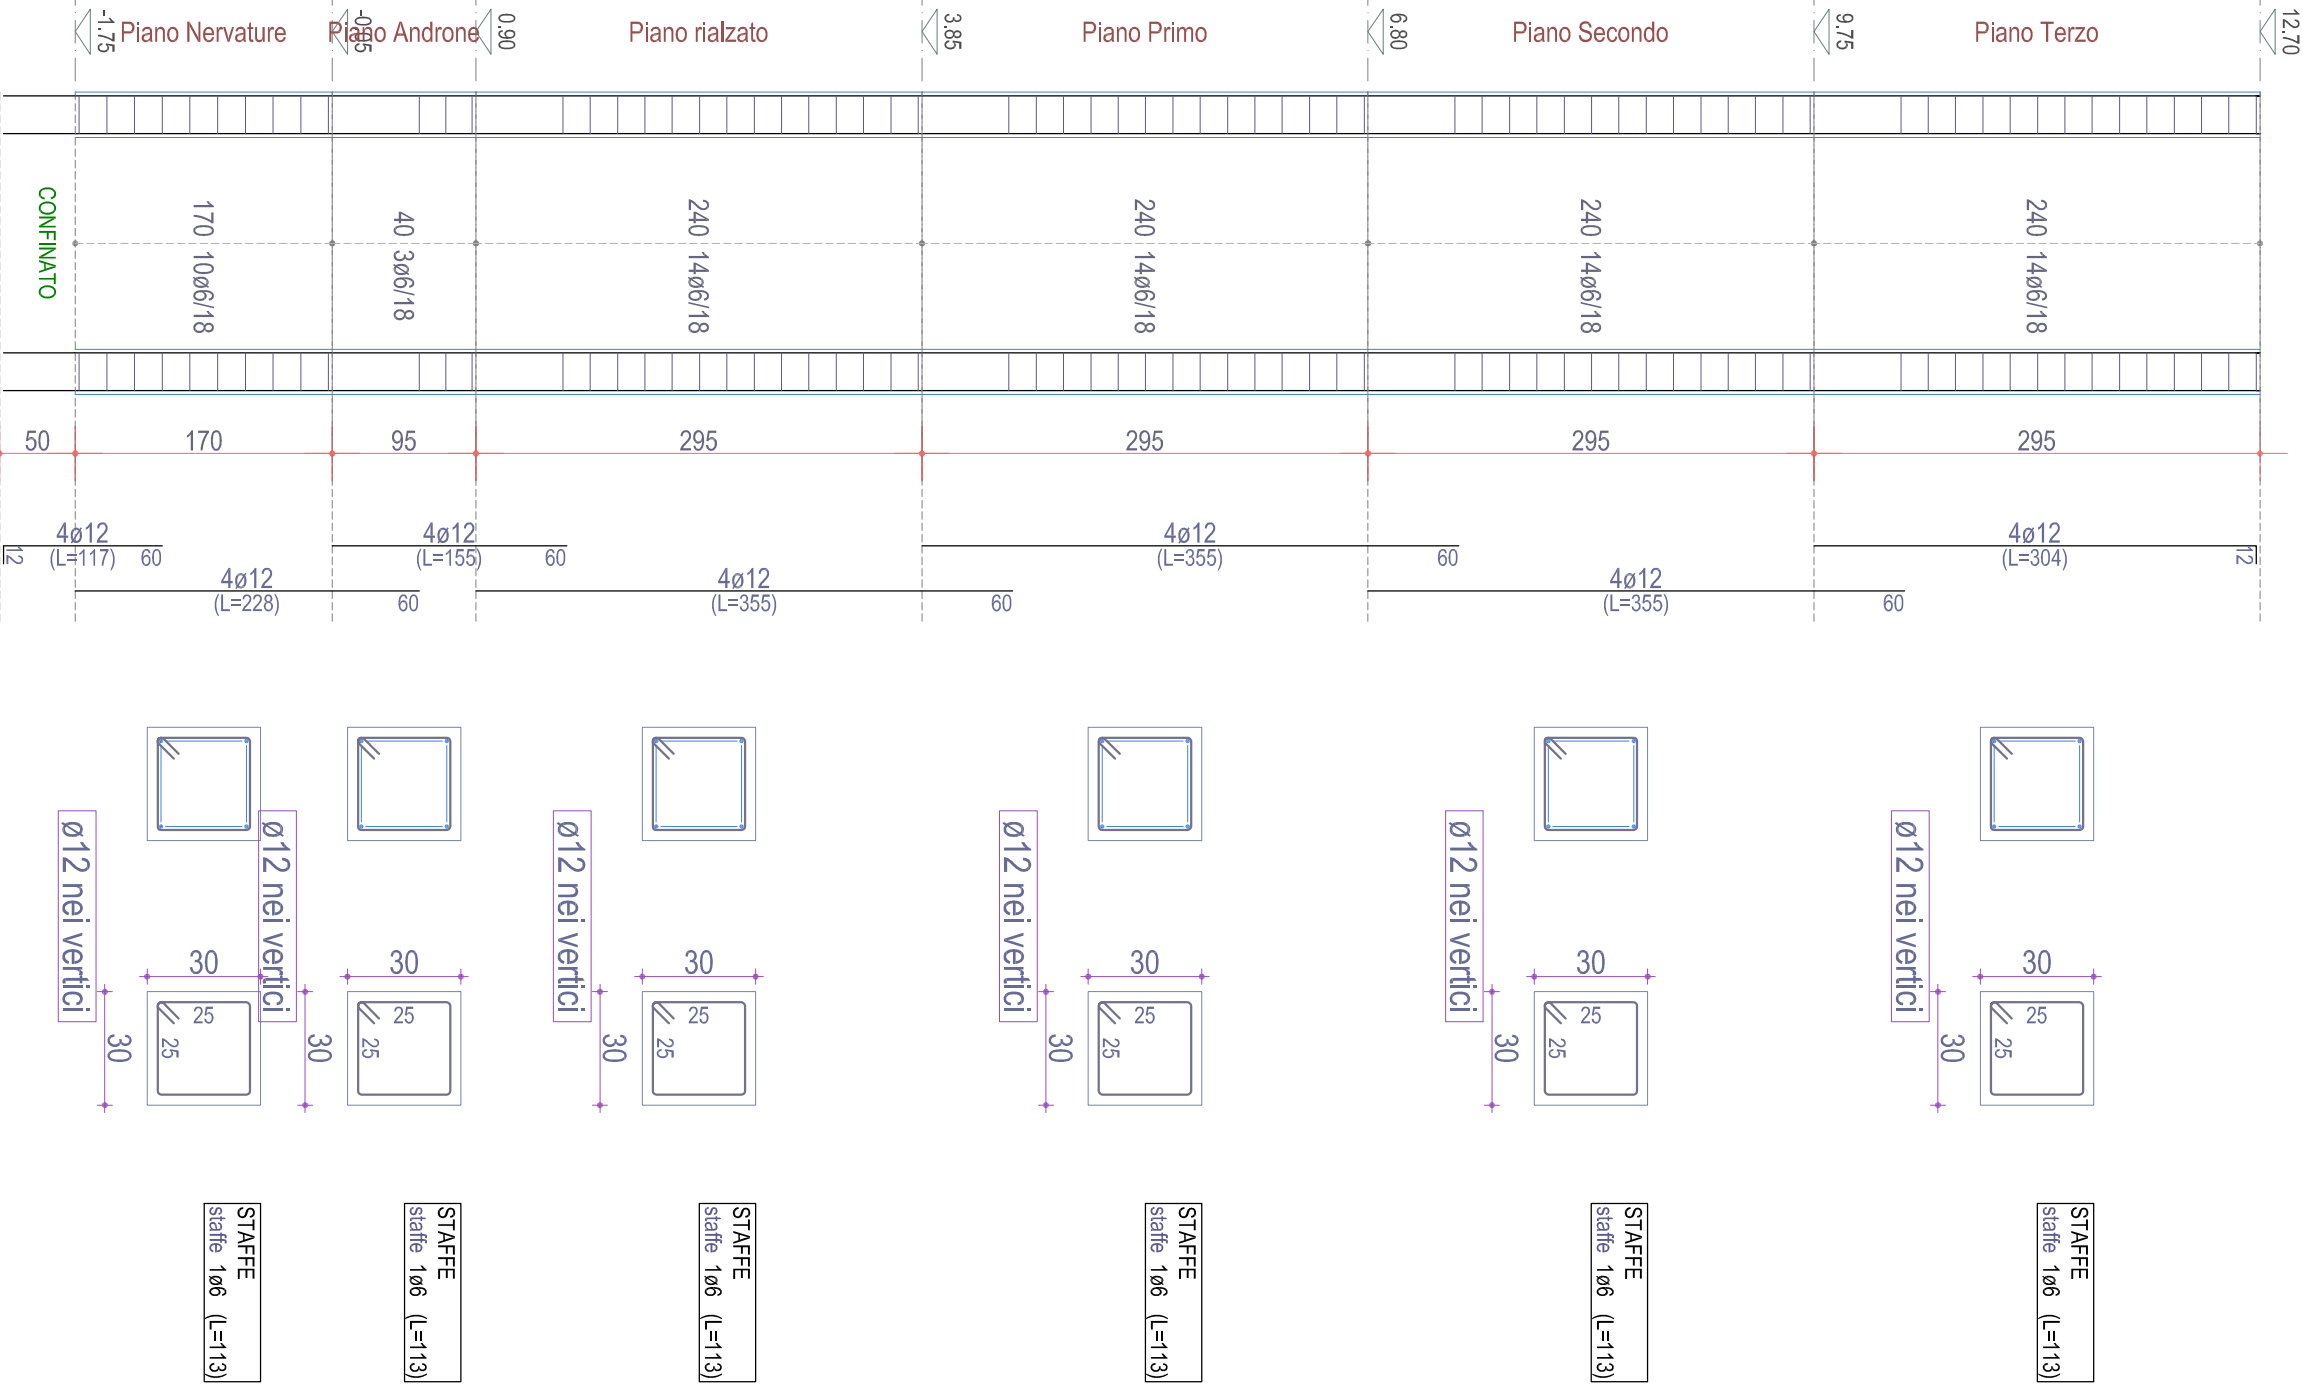 -1.75
Piano Nervature
Piano Androne
0.90
Piano rialzato
3.85
Piano Primo
6.80
Piano Secondo
9.75
Piano Terzo
12.70
CONFINATO
170 10ø6/18
40 3ø6/18
240 14ø6/18
240 14ø6/18
240 14ø6/18
240 14ø6/18
50
170
95
295
295
295
295
4ø12
(L=117)
60
12
4ø12
(L=155)
60
4ø12
(L=355)
60
4ø12
(L=304)
12
4ø12
(L=228)
60
4ø12
(L=355)
60
4ø12
(L=355)
60
ø12 nei vertici
ø12 nei vertici
ø12 nei vertici
ø12 nei vertici
ø12 nei vertici
ø12 nei vertici
30
30
30
30
30
30
30
25
25
30
25
25
30
25
25
30
25
25
30
25
25
30
25
25
STAFFE
staffe 1ø6 (L=113)
STAFFE
staffe 1ø6 (L=113)
STAFFE
staffe 1ø6 (L=113)
STAFFE
staffe 1ø6 (L=113)
STAFFE
staffe 1ø6 (L=113)
STAFFE
staffe 1ø6 (L=113)